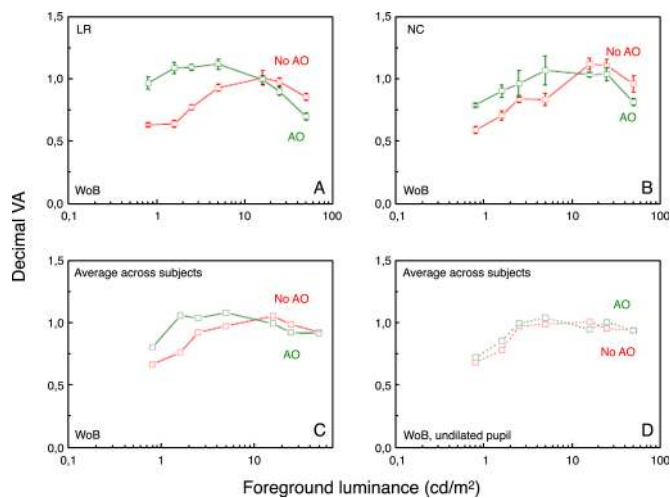 1,5
LR
No AO
1,0
0,5
AO
WoB
A
0,0
0,1
1
10
100
1,5
NC
No AO
1,0
AO
0,5
WoB
B
0,0
0,1
1
10
100
Decimal VA
1,5
Average across subjects
No AO
1,0
AO
0,5
WoB
C
0,0
0,1
1
10
1,5
Average across subjects
AO
1,0
No AO
0,5
WoB, undilated pupil
D
0,0
0,1
1
10
100
Foreground luminance (cd/m²)